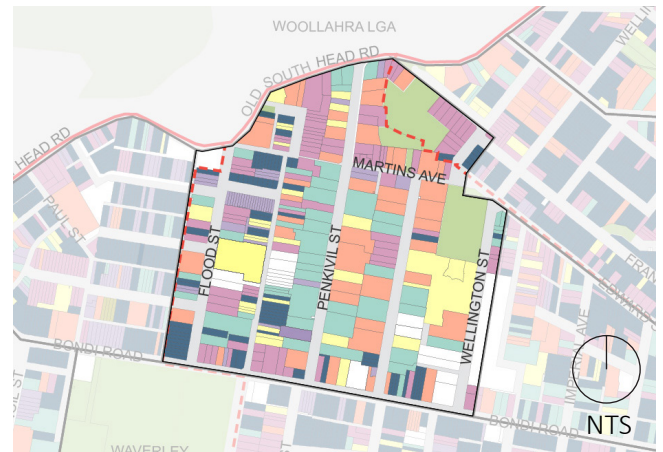 WOOLLAHRA LGA
OLD SOUTH HEAD RD
HEAD RD
MARTINS AVE
PAUL ST
FLOOD ST
PENKIVIL ST
WELLINGTON ST
BONDI ROAD
BONDI ROAD
WAVERLEY
IMPERIAL AVE
NTS